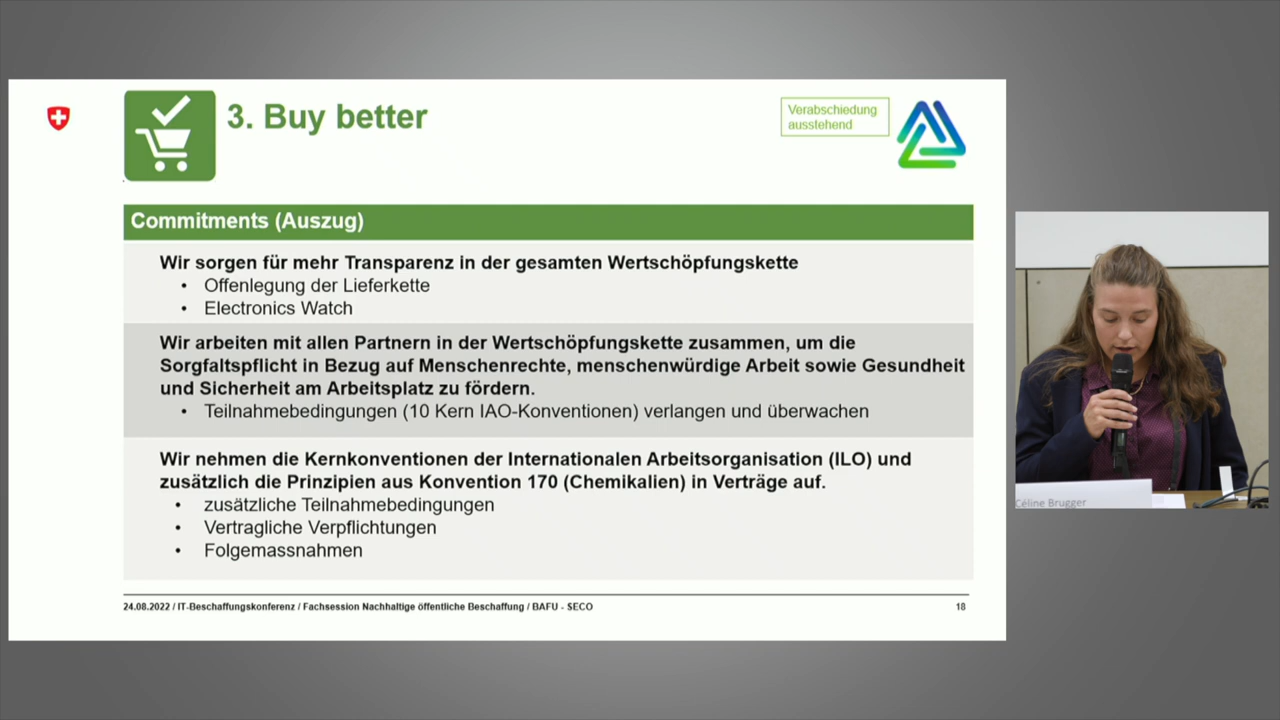 3. Buy better
Verabschiedung
ausstehend
Commitments (Auszug)
Wir sorgen für mehr Transparenz in der gesamten Wertschöpfungskette
• Offenlegung der Lieferkette
• Electronics Watch
Wir arbeiten mit allen Partnern in der Wertschöpfungskette zusammen, um die
Sorgfaltspflicht in Bezug auf Menschenrechte, menschenwürdige Arbeit sowie Gesundheit
und Sicherheit am Arbeitsplatz zu fördern.
• Teilnahmebedingungen (10 Kern IAO-Konventionen) verlangen und überwachen
Wir nehmen die Kernkonventionen der Internationalen Arbeitsorganisation (ILO) und
zusätzlich die Prinzipien aus Konvention 170 (Chemikalien) in Verträge auf.
• zusätzliche Teilnahmebedingungen
• Vertragliche Verpflichtungen
• Folgemassnahmen
24.08.2022 / IT-Beschaffungskonferenz / Fachsession Nachhaltige öffentliche Beschaffung / BAFU - SECO
18
Céline Brugger